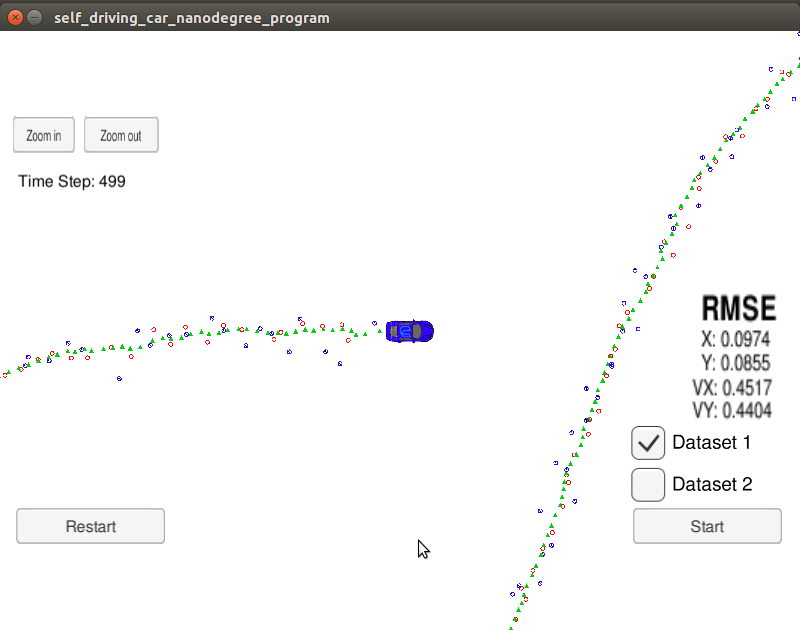 self_driving_car_nanodegree_program
Zoom in
Zoom out
Time Step: 499
RMSE
X: 0.0974
Y: 0.0855
VX: 0.4517
VY: 0.4404
Dataset 1
Dataset 2
Restart
Start